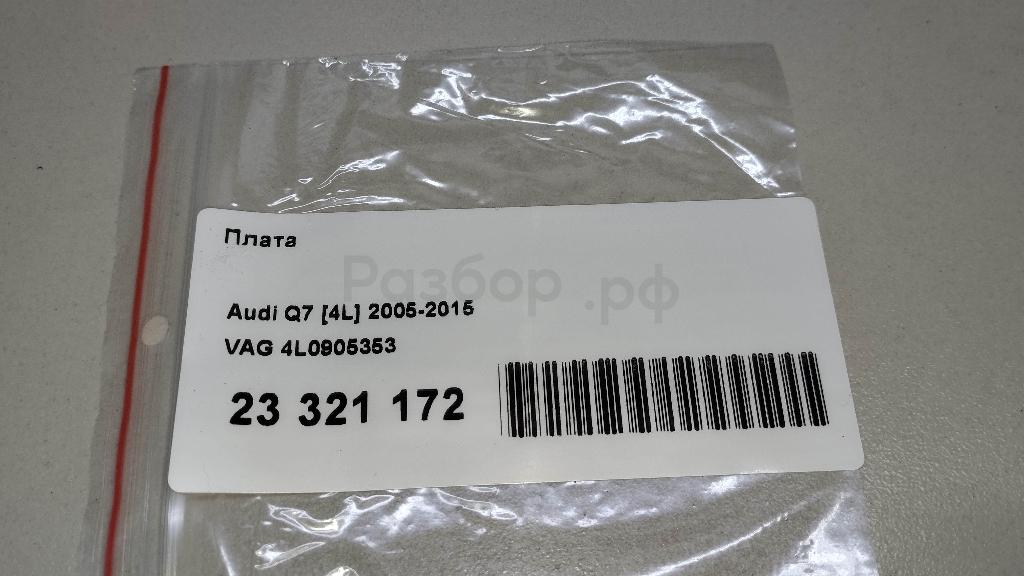 Плата
Разбор.рф
Audi Q7 [4L] 2005-2015
VAG 4L0905353
23 321 172